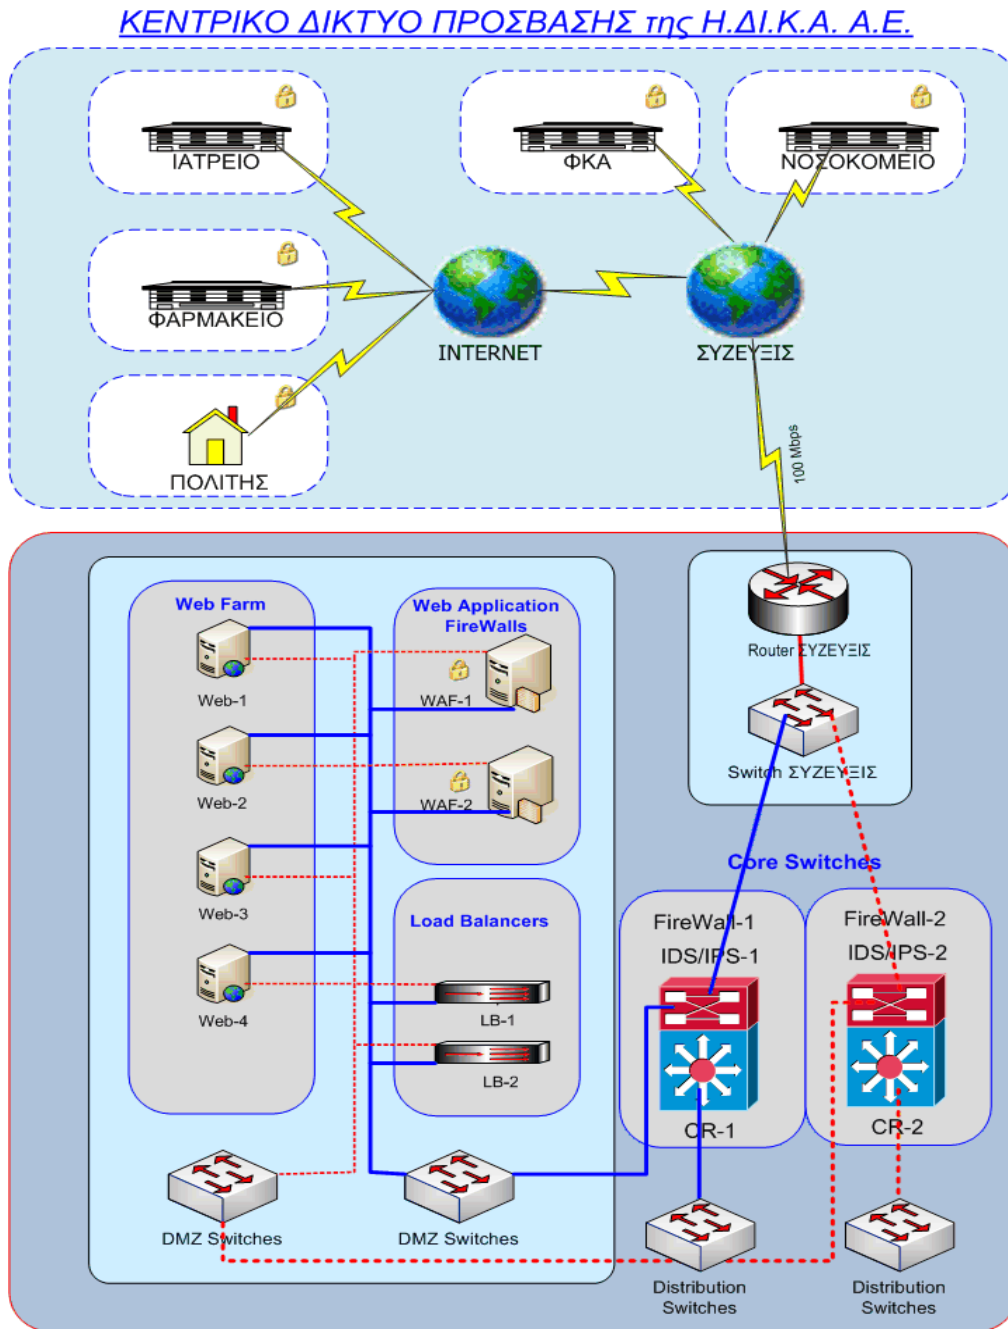 ΚΕΝΤΡΙΚΟ ΔΙΚΤΥΟ ΠΡΟΣΒΑΣΗΣ της Η.ΔΙ.Κ.Α. Α.Ε.
ΙΑΤΡΕΙΟ
ΦΚΑ
ΝΟΣΟΚΟΜΕΙΟ
ΦΑΡΜΑΚΕΙΟ
INTERNET
ΣΥΖΕΥΞΙΣ
ΠΟΛΙΤΗΣ
100 Mbps
Web Farm
Web Application
FireWalls
Web-1
WAF-1
Router ΣΥΖΕΥΞΙΣ
Web-2
WAF-2
Switch ΣΥΖΕΥΞΙΣ
Core Switches
Web-3
Load Balancers
FireWall-1
IDS/IPS-1
FireWall-2
IDS/IPS-2
Web-4
LB-1
LB-2
CR-1
CR-2
DMZ Switches
DMZ Switches
Distribution
Switches
Distribution
Switches